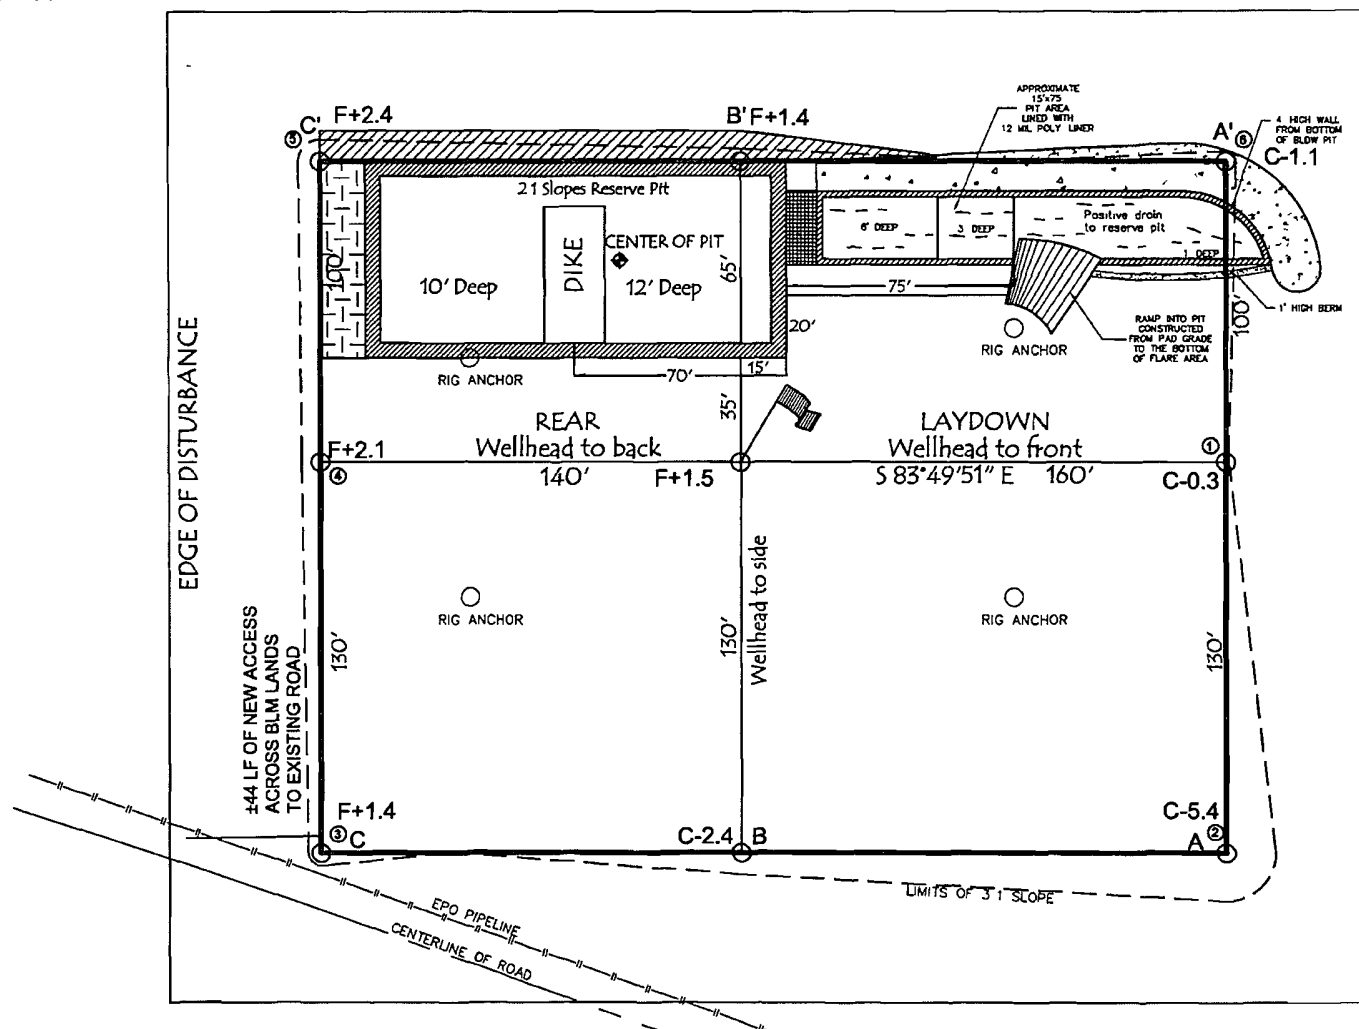 APPROXIMATE
15'x75
PIT AREA
LINED WITH
12 MIL POLY LINER
F+2.4
B' F+1.4
C'
⑤
A' ⑥
C-1.1
4 HIGH WALL
FROM BOTTOM
OF BLOW PIT
21 Slopes Reserve Pit
CENTER OF PIT
DIKE
10' Deep
12' Deep
100'
65'
6' DEEP
3 DEEP
Positive drain
to reserve pit
1 DEEP
75'
1' HIGH BERM
100'
20'
RAMP INTO PIT
CONSTRUCTED
FROM PAD GRADE
TO THE BOTTOM
OF FLARE AREA
RIG ANCHOR
RIG ANCHOR
70'
15'
35'
EDGE OF DISTURBANCE
REAR
Wellhead to back
140'
LAYDOWN
Wellhead to front
S 83°49'51" E 160'
F+2.1
④
F+1.5
①
C-0.3
RIG ANCHOR
RIG ANCHOR
Wellhead to side
130'
130'
130'
±44 LF OF NEW ACCESS
ACROSS BLM LANDS
TO EXISTING ROAD
F+1.4
③ C
C-2.4 B
C-5.4
A ②
LIMITS OF 3 1 SLOPE
EPO PIPELINE
CENTERLINE OF ROAD